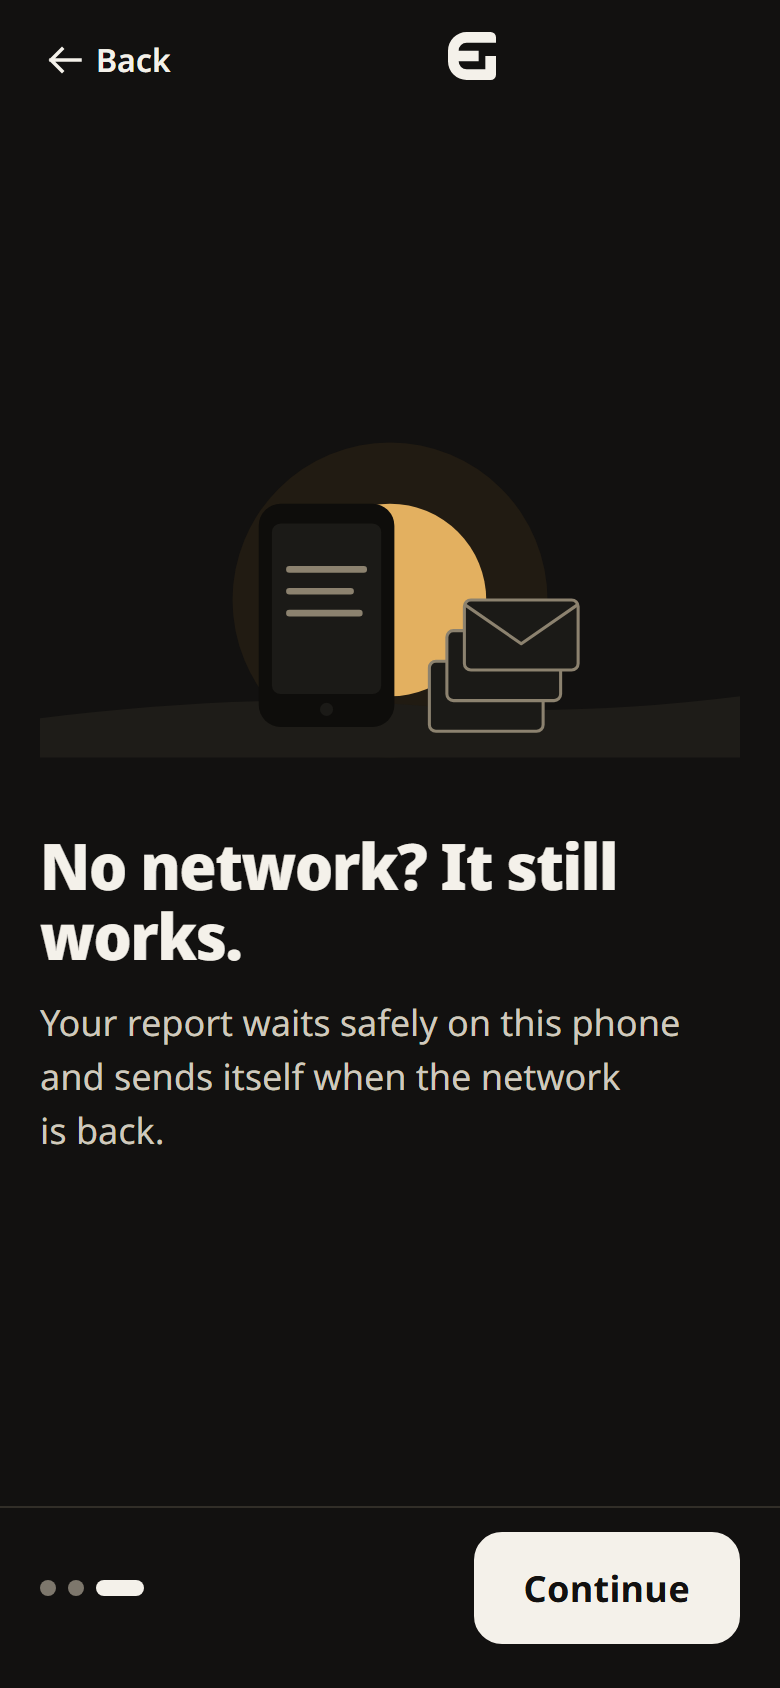 Back
No network? It still
works.
Your report waits safely on this phone
and sends itself when the network
is back.
Continue